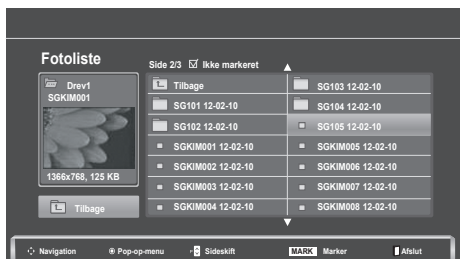 Fotoliste
Side 2/3 Ikke markeret
Drev1
SGKIM001
1366x768, 125 KB
Tilbage
Tilbage
SG101 12-02-10
SG102 12-02-10
SGKIM001 12-02-10
SGKIM002 12-02-10
SGKIM003 12-02-10
SGKIM004 12-02-10
SG103 12-02-10
SG104 12-02-10
SG105 12-02-10
SGKIM005 12-02-10
SGKIM006 12-02-10
SGKIM007 12-02-10
SGKIM008 12-02-10
Navigation Pop-op-menu P Sideskift MARK Marker Afslut